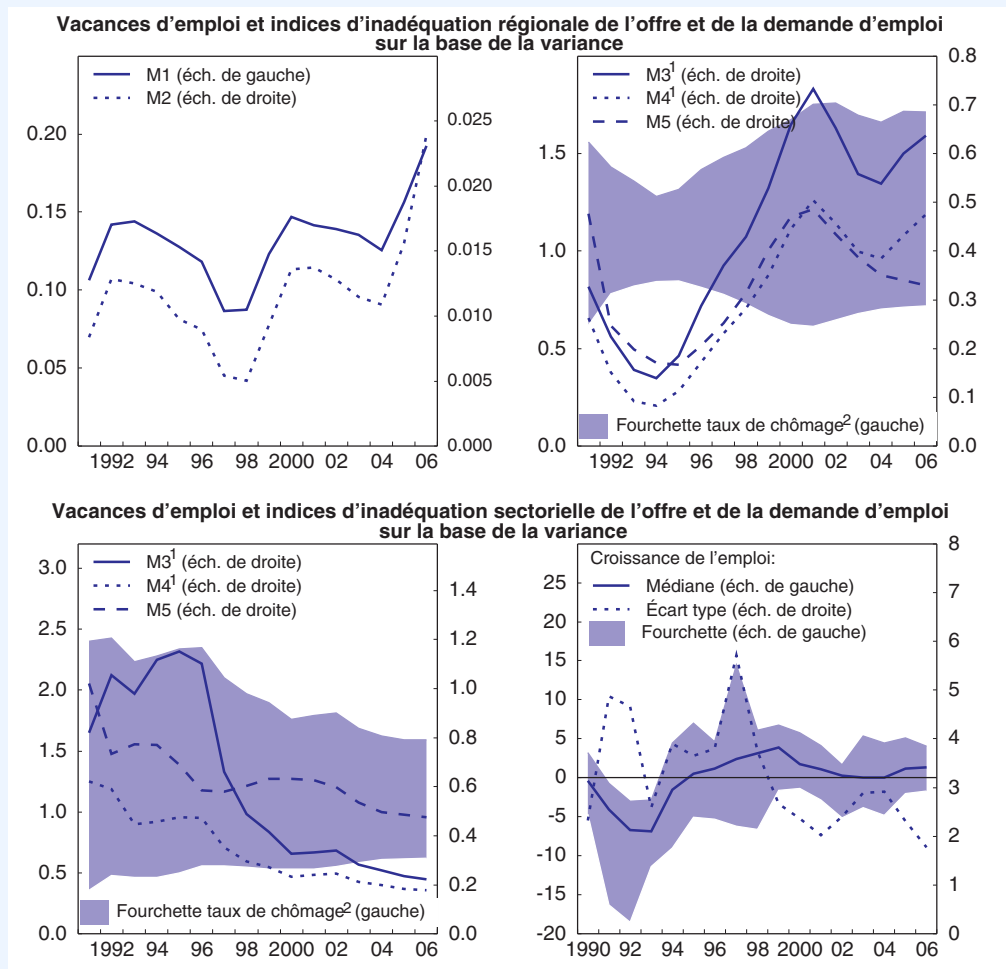 Vacances d'emploi et indices d'inadéquation régionale de l'offre et de la demande d'emploi
sur la base de la variance
M1 (éch. de gauche)
M2 (éch. de droite)
0.20
0.15
0.10
0.05
0.00
0.025
0.020
0.015
0.010
0.005
0.000
1992 94 96 98 2000 02 04 06
M3¹ (éch. de droite)
M4¹ (éch. de droite)
M5 (éch. de droite)
1.5
1.0
0.5
0.0
0.8
0.7
0.6
0.5
0.4
0.3
0.2
0.1
0.0
Fourchette taux de chômage² (gauche)
1992 94 96 98 2000 02 04 06
Vacances d'emploi et indices d'inadéquation sectorielle de l'offre et de la demande d'emploi
sur la base de la variance
M3¹ (éch. de droite)
M4¹ (éch. de droite)
M5 (éch. de droite)
3.0
2.5
2.0
1.5
1.0
0.5
0.0
1.4
1.2
1.0
0.8
0.6
0.4
0.2
0.0
Fourchette taux de chômage² (gauche)
1992 94 96 98 2000 02 04 06
Croissance de l'emploi:
Médiane (éch. de gauche)
Écart type (éch. de droite)
Fourchette (éch. de gauche)
25
20
15
10
5
0
-5
-10
-15
-20
8
7
6
5
4
3
2
1
0
1990 92 94 96 98 2000 02 04 06